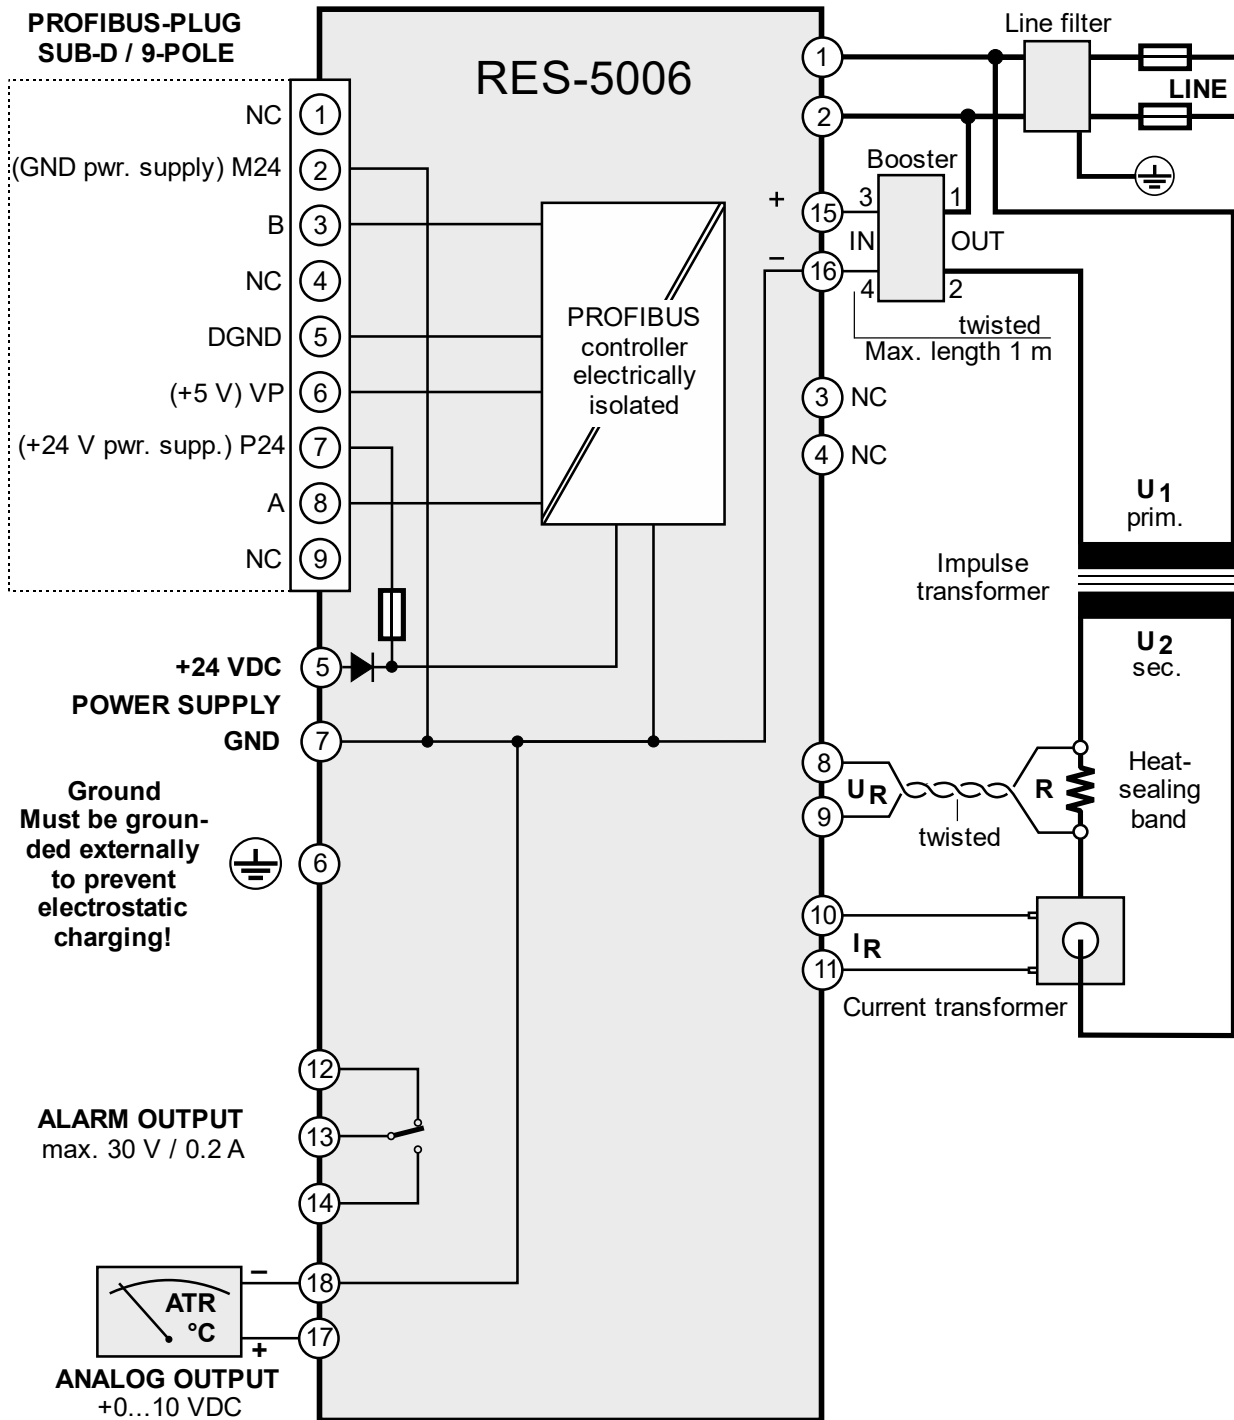 PROFIBUS-PLUG
SUB-D / 9-POLE
RES-5006
Line filter
LINE
NC 1
(GND pwr. supply) M24 2
B 3
NC 4
DGND 5
(+5 V) VP 6
(+24 V pwr. supp.) P24 7
A 8
NC 9
PROFIBUS
controller
electrically
isolated
1
2
Booster
+ 15 3 1
IN OUT
– 16 4 2
twisted
Max. length 1 m
3 NC
4 NC
U1
prim.
Impulse
transformer
U2
sec.
+24 VDC 5
POWER SUPPLY
GND 7
Ground
Must be groun-
ded externally
to prevent
electrostatic
charging!
6
8
UR
9
twisted
R
Heat-
sealing
band
10
IR
11
Current transformer
12
ALARM OUTPUT
max. 30 V / 0.2 A
13
14
ATR
°C
– 18
+ 17
ANALOG OUTPUT
+0...10 VDC